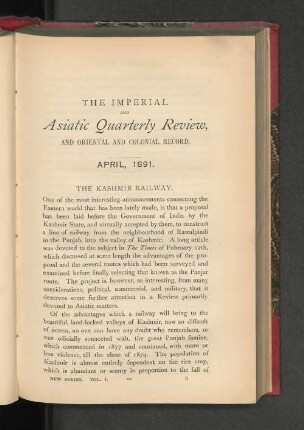 THE IMPERIAL
AND
Asiatic Quarterly Review,
AND ORIENTAL AND COLONIAL RECORD.
APRIL, 1891.
THE KASHMIR RAILWAY.
One of the most interesting announcements concerning the
Eastern world that has been lately made, is that a proposal
has been laid before the Government of India by the
Kashmir State, and virtually accepted by them, to construct
a line of railway from the neighbourhood of Rawulpindi
in the Panjab into the valley of Kashmir. A long article
was devoted to the subject in The Times of February 17th,
which discussed at some length the advantages of the pro-
posal and the several routes which had been surveyed and
examined before finally selecting that known as the Panjar
route. The project is, however, so interesting, from many
considerations, political, commercial, and military, that it
deserves some further attention in a Review primarily
devoted to Asiatic matters.
Of the advantages which a railway will bring to the
beautiful land-locked valleys of Kashmir, now so difficult
of access, no one can have any doubt who remembers, or
was officially connected with, the great Panjab famine,
which commenced in 1877 and continued, with more or
less violence, till the close of 1879. The population of
Kashmir is almost entirely dependent on the rice crop,
which is abundant or scanty in proportion to the fall of
NEW SERIES. VOL. I.